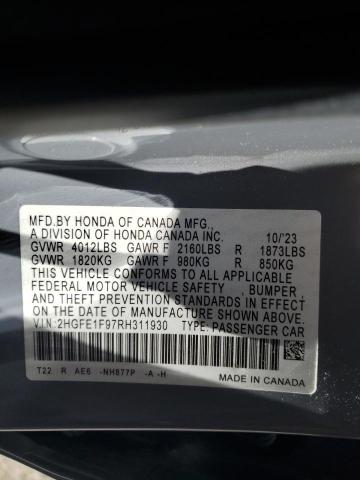 MFD.BY HONDA OF CANADA MFG.,
A DIVISION OF HONDA CANADA INC. 10/'23
GVWR 4012LBS GAWR F 2160LBS R 1873LBS
GVWR 1820KG GAWR F 980KG R 850KG
THIS VEHICLE CONFORMS TO ALL APPLICABLE
FEDERAL MOTOR VEHICLE SAFETY , BUMPER ,
AND THEFT PREVENTION STANDARDS IN EFFECT
ON THE DATE OF MANUFACTURE SHOWN ABOVE.
V.I.N:2HGFE1F97RH311930 TYPE: PASSENGER CAR
T22 R AE6 -NH877P -A -H MADE IN CANADA